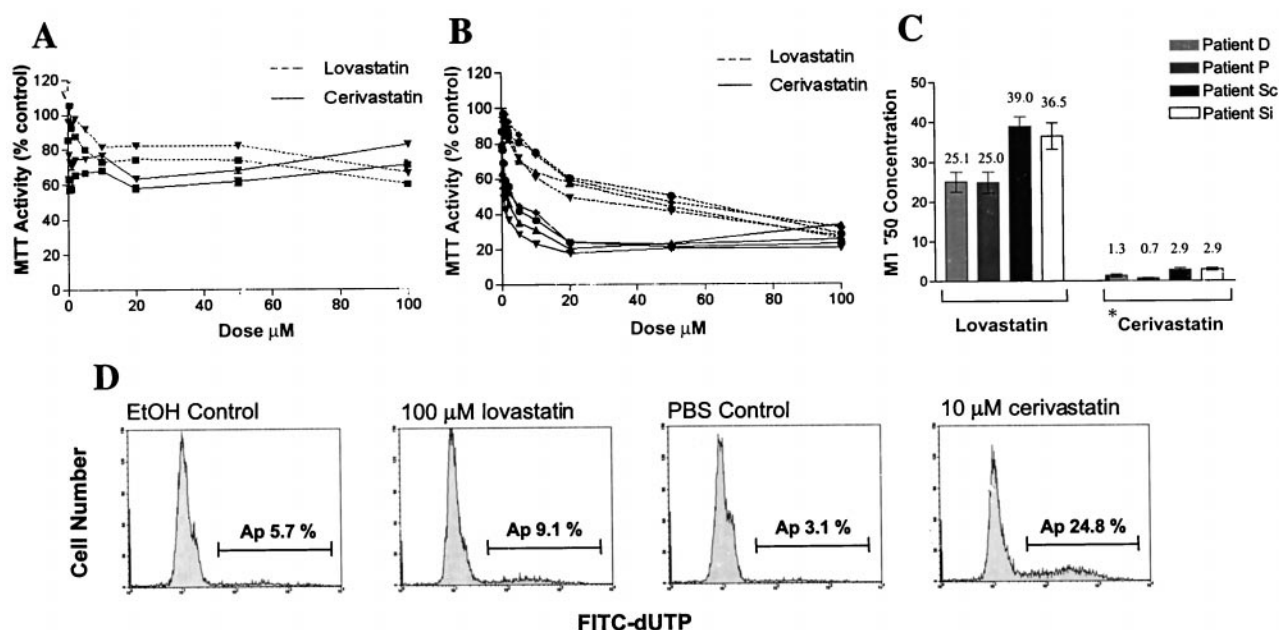 A
MTT Activity (% control)
120
100
80
60
40
20
0
0 20 40 60 80 100
Dose μM
Lovastatin
Cerivastatin
B
MTT Activity (% control)
120
100
80
60
40
20
0
0 20 40 60 80 100
Dose μM
Lovastatin
Cerivastatin
C
50 Concentration
50
40
30
20
10
0
Patient D
Patient P
Patient Sc
Patient Si
25.1 25.0 39.0 36.5
1.3 0.7 2.9 2.9
Lovastatin
*Cerivastatin
D
Cell Number
EtOH Control
Ap 5.7 %
100 μM lovastatin
Ap 9.1 %
PBS Control
Ap 3.1 %
10 μM cerivastatin
Ap 24.8 %
FITC-dUTP